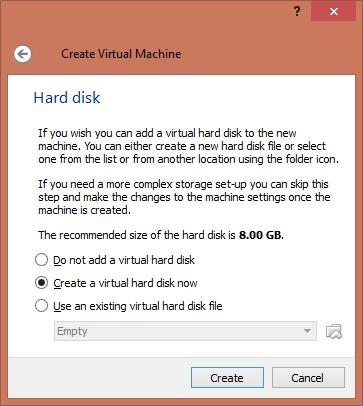 ?
Create Virtual Machine
Hard disk
If you wish you can add a virtual hard disk to the new
machine. You can either create a new hard disk file or select
one from the list or from another location using the folder icon.
If you need a more complex storage set-up you can skip this
step and make the changes to the machine settings once the
machine is created.
The recommended size of the hard disk is 8.00 GB.
Do not add a virtual hard disk
Create a virtual hard disk now
Use an existing virtual hard disk file
Empty
Create
Cancel